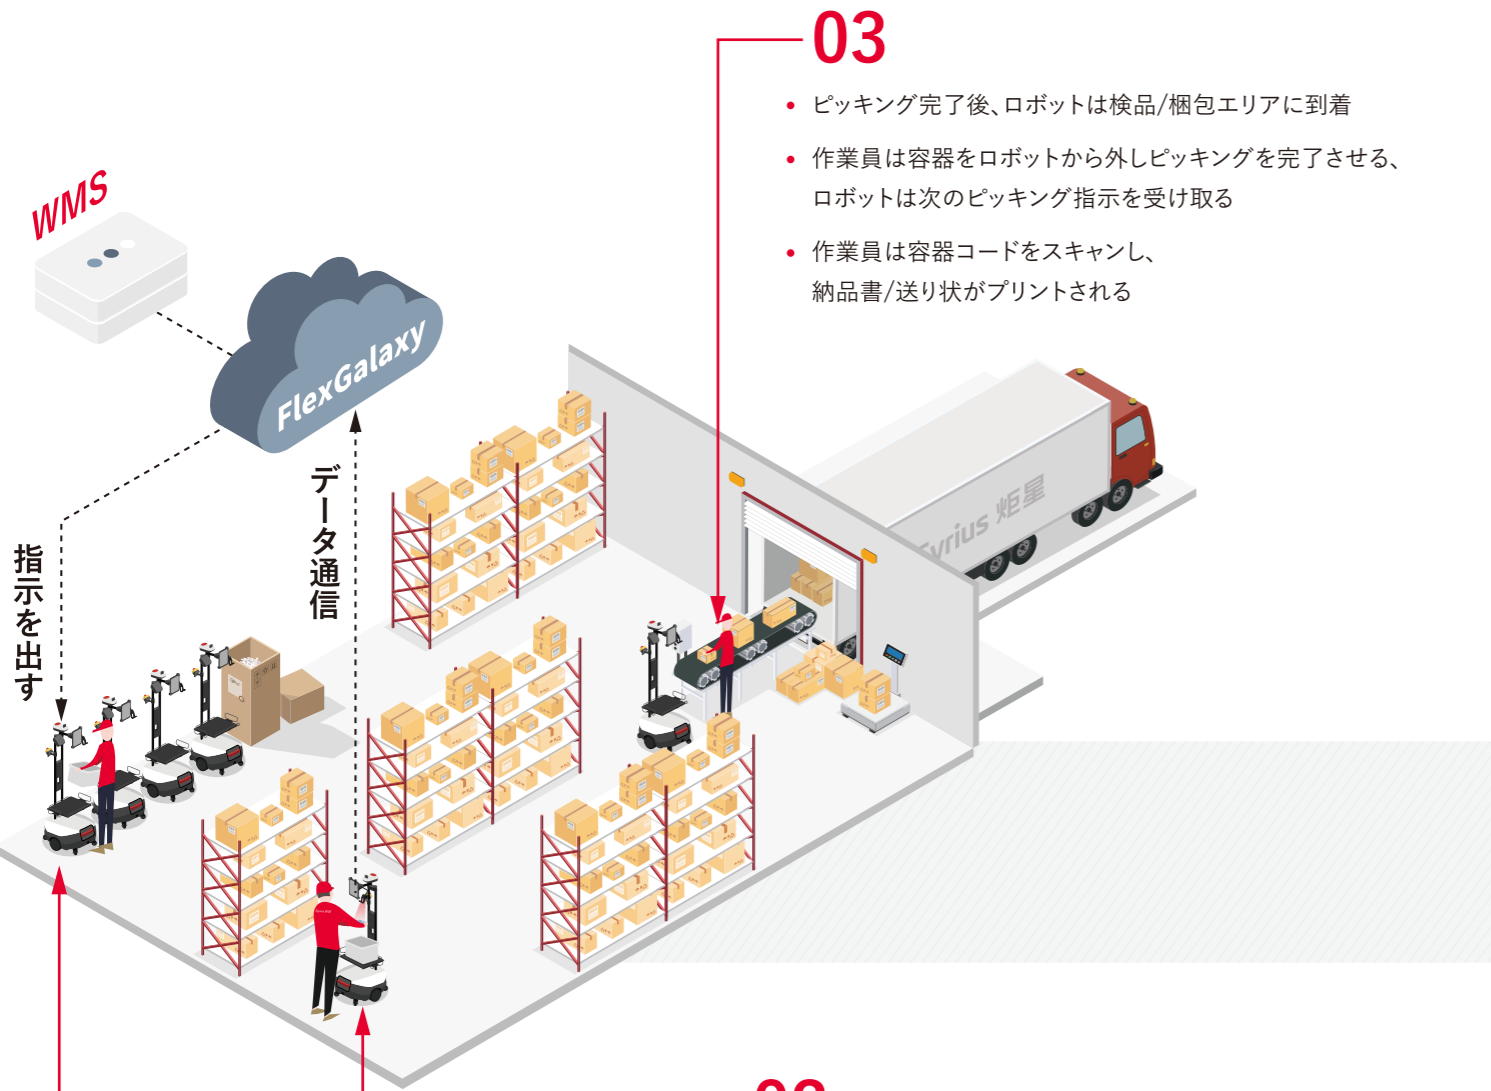 03
• ピッキング完了後、ロボットは検品/梱包エリアに到着
• 作業員は容器をロボットから外しピッキングを完了させる、
ロボットは次のピッキング指示を受け取る
• 作業員は容器コードをスキャンし、
納品書/送り状がプリントされる
WMS
FlexGalaxy
データ通信
指示を出す
Syrius 炬星